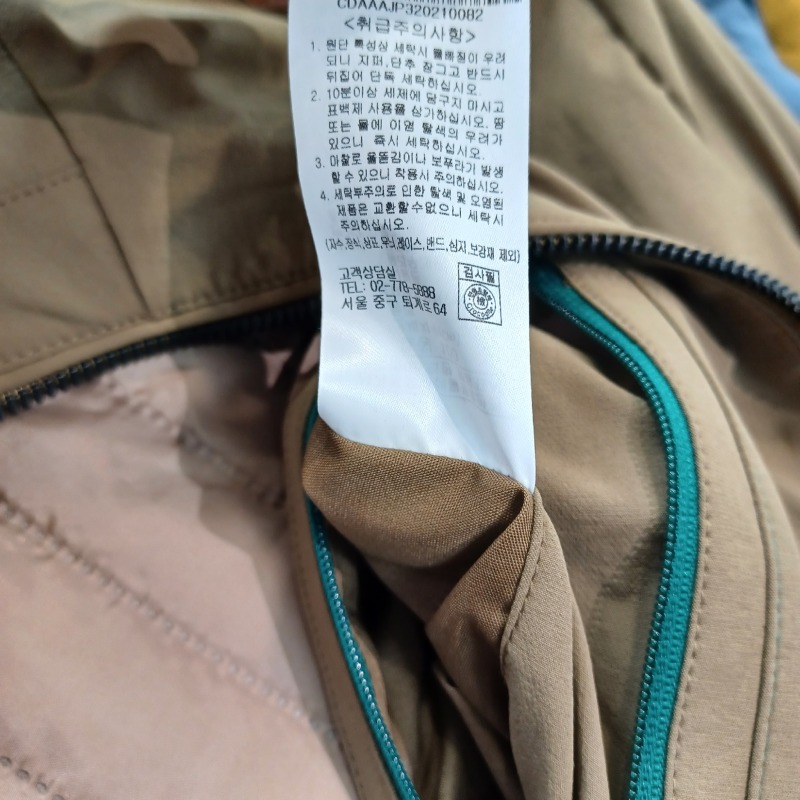 CDAAAJP320210082
<취급주의사항>
1. 원단 특성상 세탁시 물빠짐이 우려
되니 지퍼,단추 잠그고 반드시
뒤집어 단독 세탁하십시오.
2. 10분이상 세제에 담구지 마시고
표백제 사용을 삼가하십시오. 땀
또는 물에 이염 탈색의 우려가
있으니 즉시 세탁하십시오.
3. 마찰로 올뜯김이나 보푸라기 발생
할 수 있으니 착용시 주의하십시오.
4. 세탁부주의로 인한 탈색 및 오염된
제품은 교환할수없으니 세탁시
주의하십시오.
(자수,장식,상표,무늬,레이스,밴드,심지,보강재 제외)
고객상담실
TEL: 02-778-5888
서울 중구 퇴계로 64
검사필